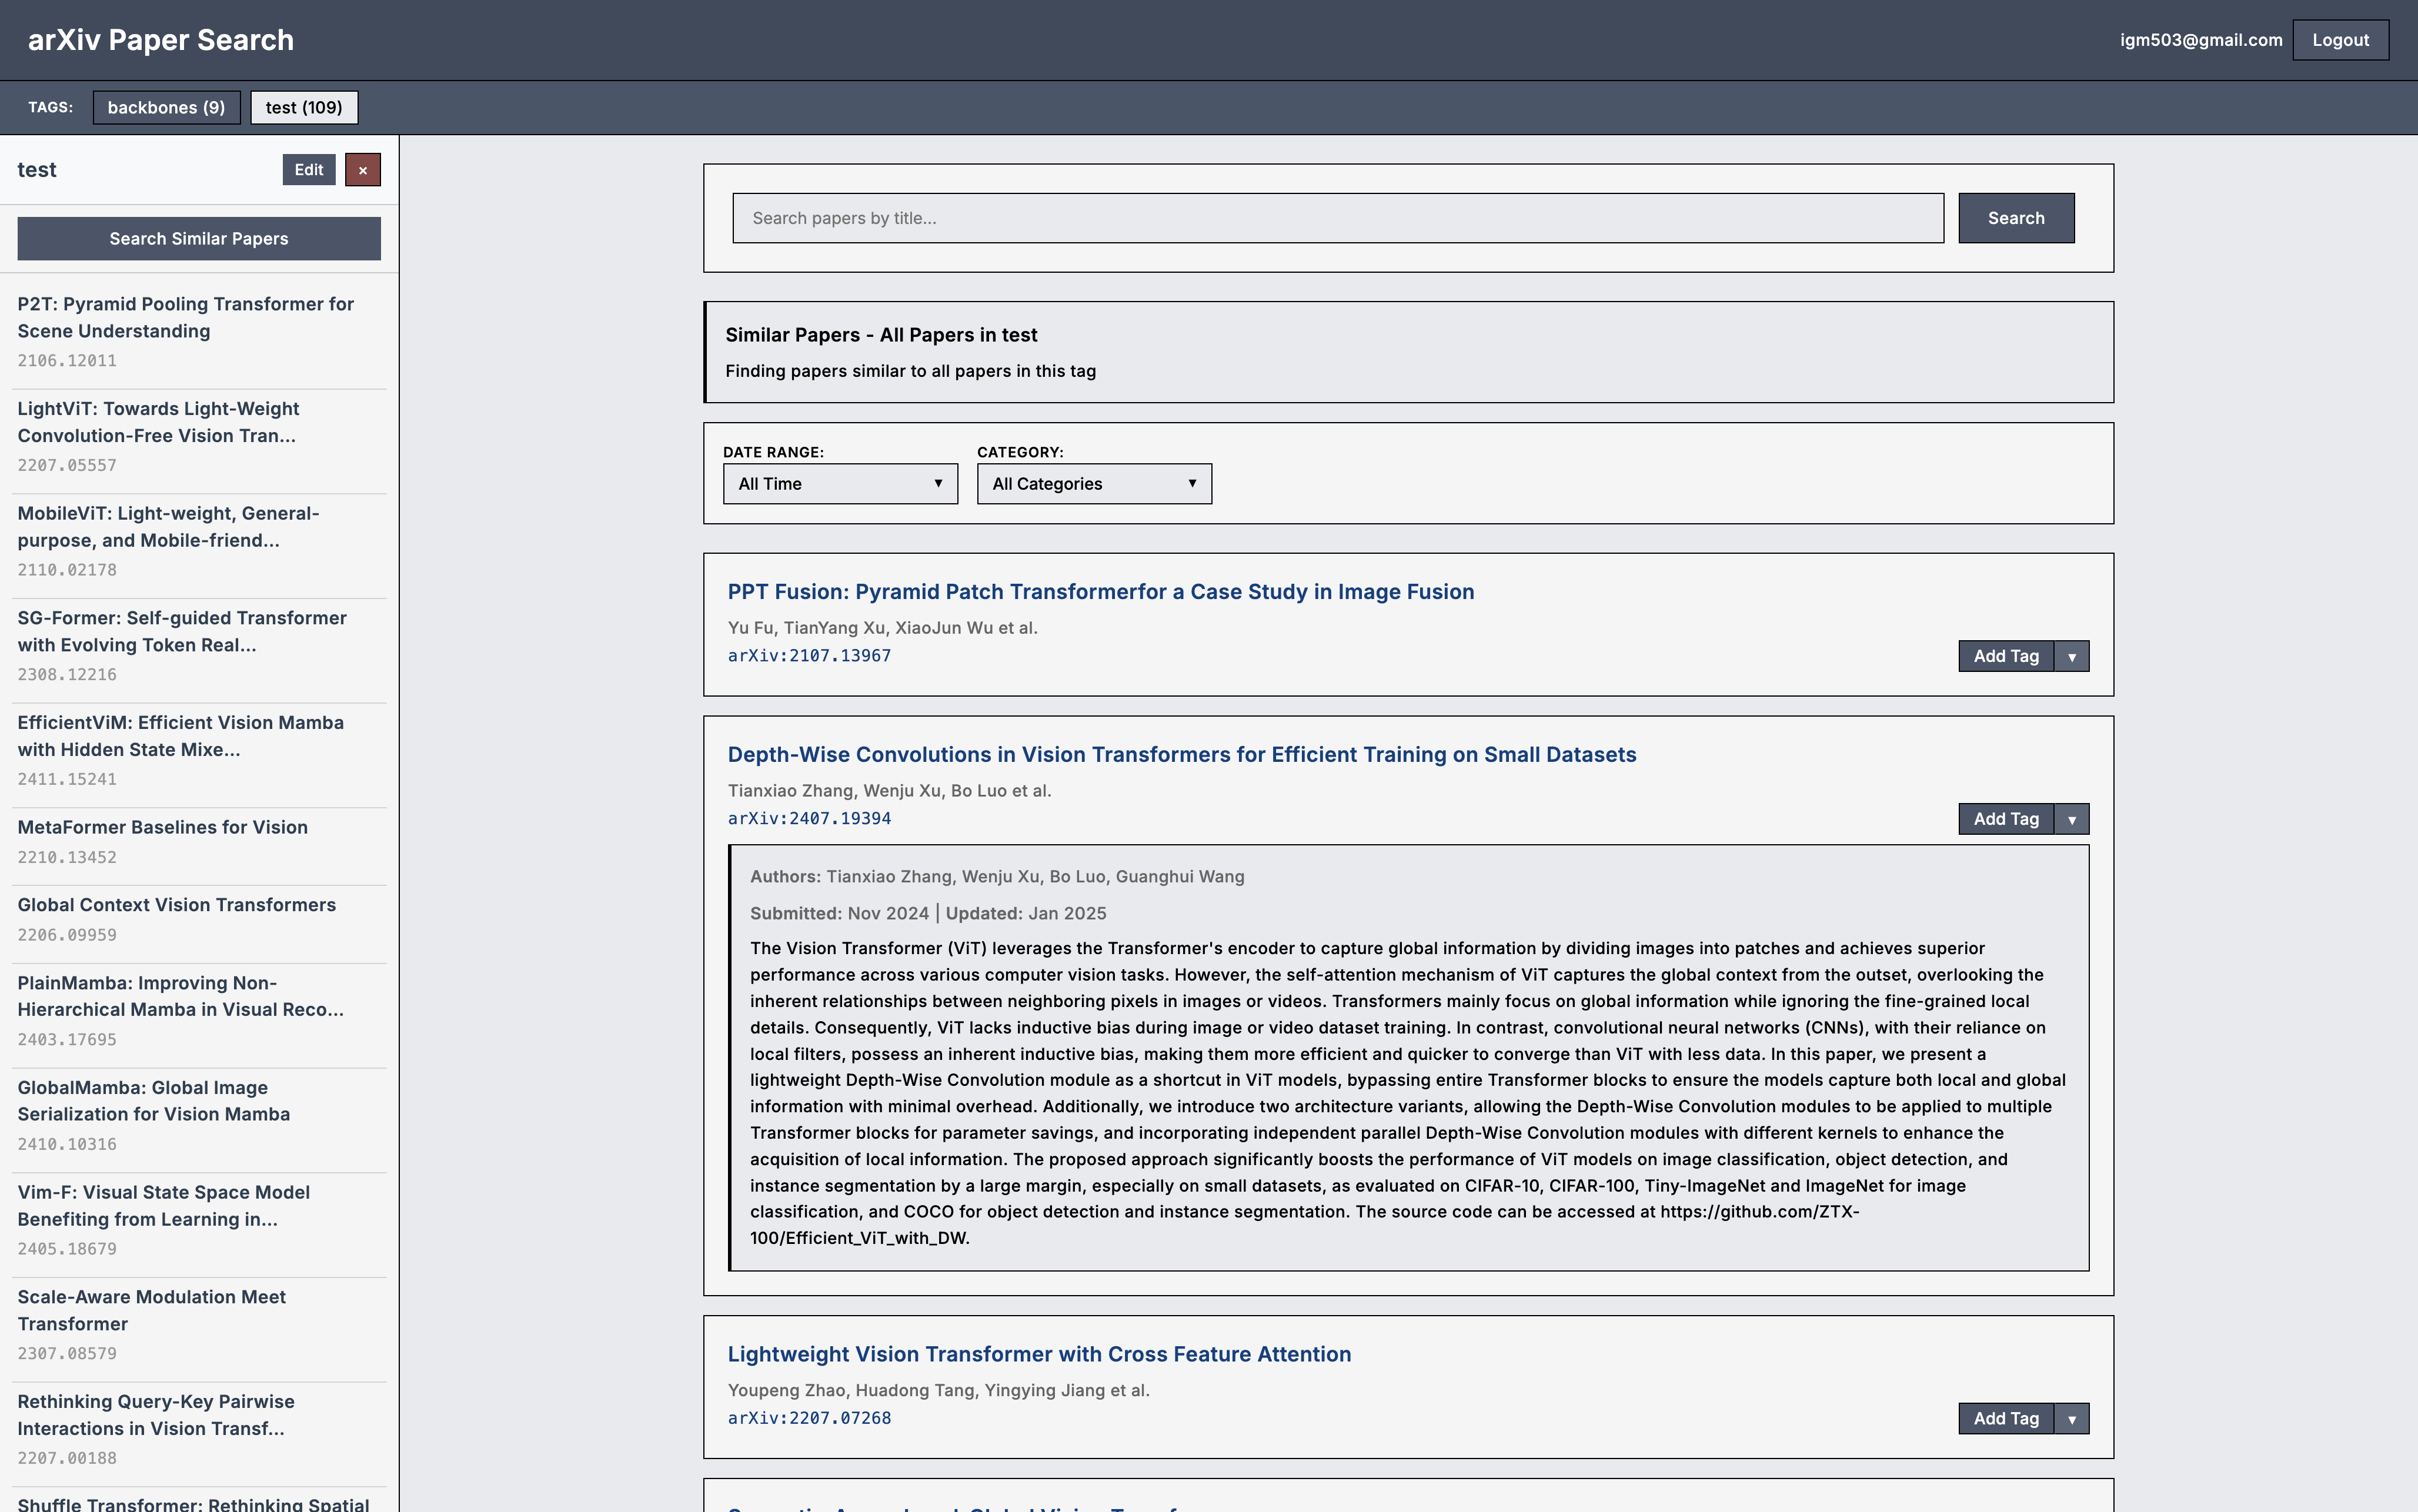 arXiv Paper Search
igm503@gmail.com
Logout
TAGS:
backbones (9)
test (109)
test
Edit
×
Search Similar Papers
P2T: Pyramid Pooling Transformer for
Scene Understanding
2106.12011
LightViT: Towards Light-Weight
Convolution-Free Vision Tran...
2207.05557
MobileViT: Light-weight, General-
purpose, and Mobile-friend...
2110.02178
SG-Former: Self-guided Transformer
with Evolving Token Real...
2308.12216
EfficientViM: Efficient Vision Mamba
with Hidden State Mixe...
2411.15241
MetaFormer Baselines for Vision
2210.13452
Global Context Vision Transformers
2206.09959
PlainMamba: Improving Non-
Hierarchical Mamba in Visual Reco...
2403.17695
GlobalMamba: Global Image
Serialization for Vision Mamba
2410.10316
Vim-F: Visual State Space Model
Benefiting from Learning in...
2405.18679
Scale-Aware Modulation Meet
Transformer
2307.08579
Rethinking Query-Key Pairwise
Interactions in Vision Transf...
2207.00188
Shuffle Transformer: Rethinking Spatial
Search papers by title...
Search
Similar Papers - All Papers in test
Finding papers similar to all papers in this tag
DATE RANGE:
All Time
CATEGORY:
All Categories
PPT Fusion: Pyramid Patch Transformerfor a Case Study in Image Fusion
Yu Fu, TianYang Xu, XiaoJun Wu et al.
arXiv:2107.13967
Add Tag
Depth-Wise Convolutions in Vision Transformers for Efficient Training on Small Datasets
Tianxiao Zhang, Wenju Xu, Bo Luo et al.
arXiv:2407.19394
Add Tag
Authors: Tianxiao Zhang, Wenju Xu, Bo Luo, Guanghui Wang
Submitted: Nov 2024 | Updated: Jan 2025
The Vision Transformer (ViT) leverages the Transformer's encoder to capture global information by dividing images into patches and achieves superior
performance across various computer vision tasks. However, the self-attention mechanism of ViT captures the global context from the outset, overlooking the
inherent relationships between neighboring pixels in images or videos. Transformers mainly focus on global information while ignoring the fine-grained local
details. Consequently, ViT lacks inductive bias during image or video dataset training. In contrast, convolutional neural networks (CNNs), with their reliance on
local filters, possess an inherent inductive bias, making them more efficient and quicker to converge than ViT with less data. In this paper, we present a
lightweight Depth-Wise Convolution module as a shortcut in ViT models, bypassing entire Transformer blocks to ensure the models capture both local and global
information with minimal overhead. Additionally, we introduce two architecture variants, allowing the Depth-Wise Convolution modules to be applied to multiple
Transformer blocks for parameter savings, and incorporating independent parallel Depth-Wise Convolution modules with different kernels to enhance the
acquisition of local information. The proposed approach significantly boosts the performance of ViT models on image classification, object detection, and
instance segmentation by a large margin, especially on small datasets, as evaluated on CIFAR-10, CIFAR-100, Tiny-ImageNet and ImageNet for image
classification, and COCO for object detection and instance segmentation. The source code can be accessed at https://github.com/ZTX-
100/Efficient_ViT_with_DW.
Lightweight Vision Transformer with Cross Feature Attention
Youpeng Zhao, Huadong Tang, Yingying Jiang et al.
arXiv:2207.07268
Add Tag